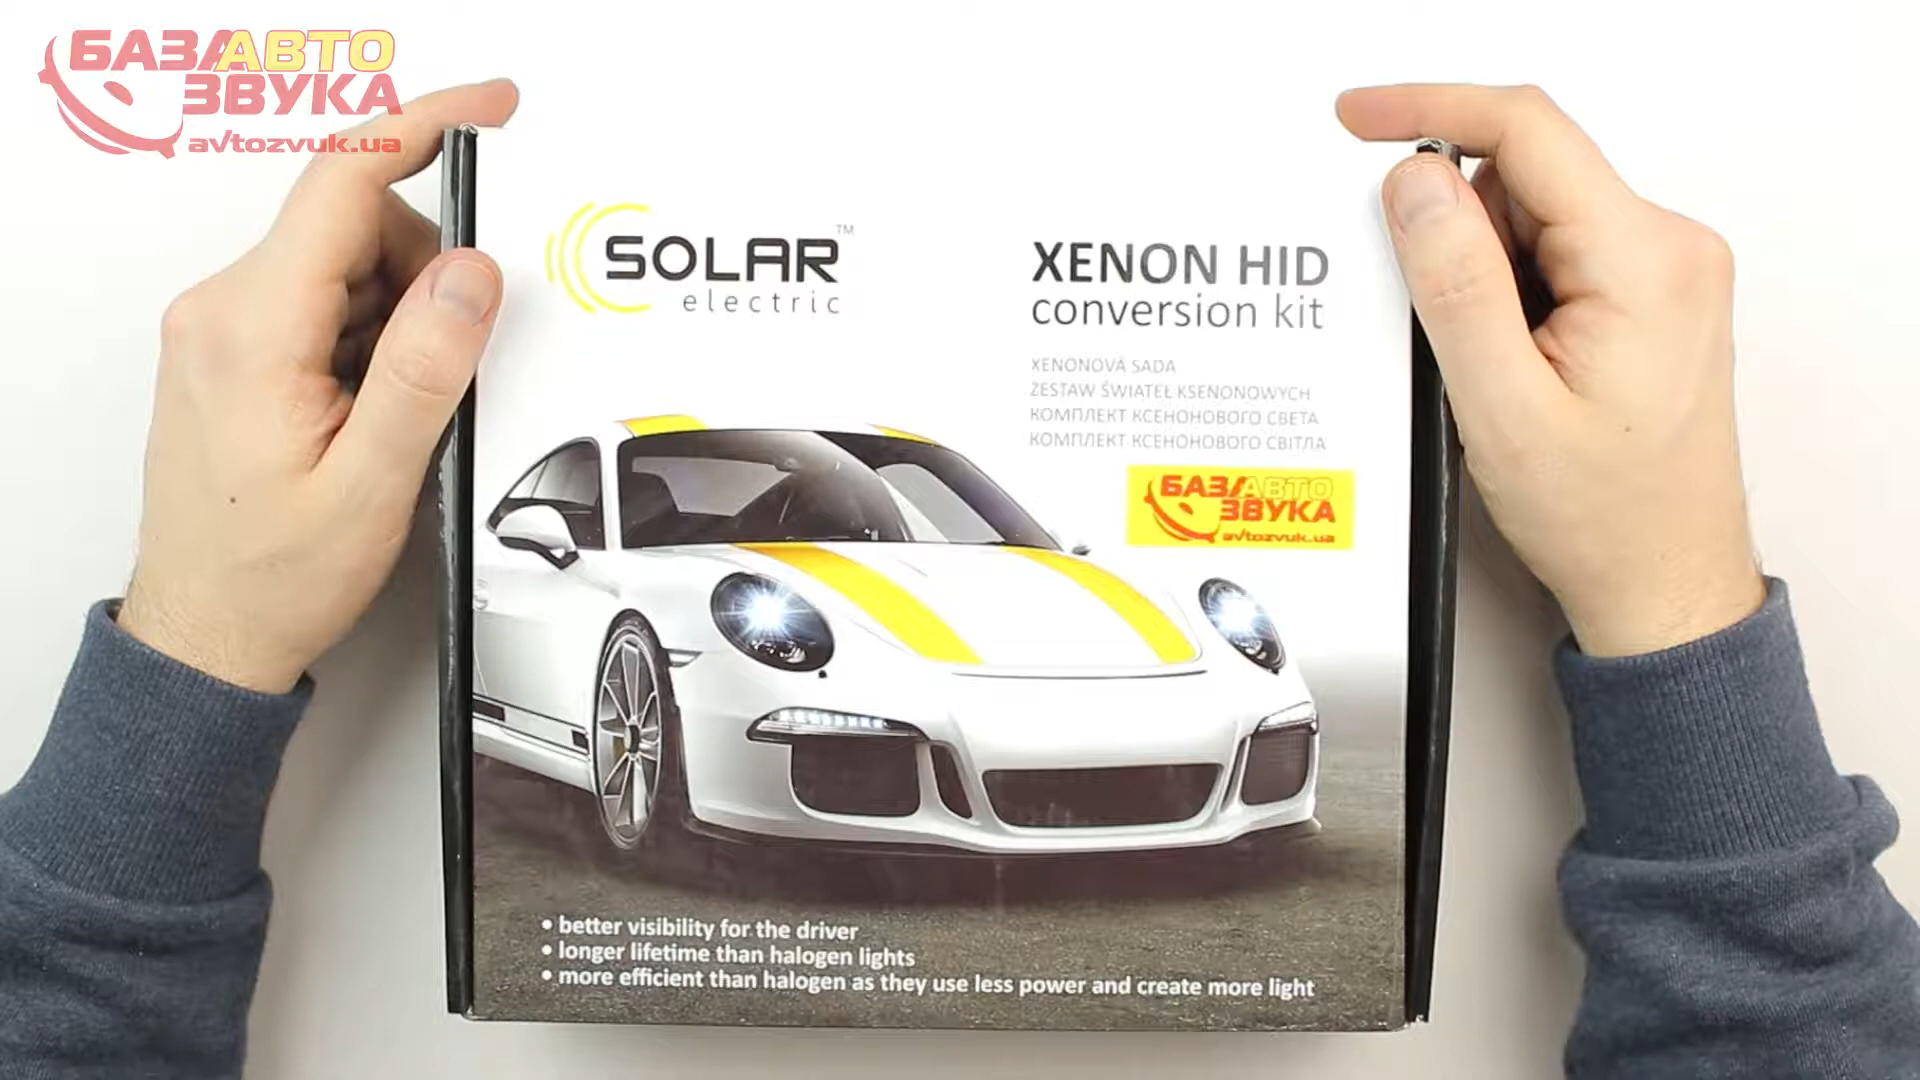 БАЗА АВТО
ЗВУКА
avtozvuk.ua
SOLAR™
electric
XENON HID
conversion kit
XENONOVÁ SADA
ZESTAW ŚWIATEŁ KSENONOWYCH
КОМПЛЕКТ КСЕНОНОВОГО СВЕТА
КОМПЛЕКТ КСЕНОНОВОГО СВІТЛА
БАЗА АВТО
ЗВУКА
avtozvuk.ua
• better visibility for the driver
• longer lifetime than halogen lights
• more efficient than halogen as they use less power and create more light